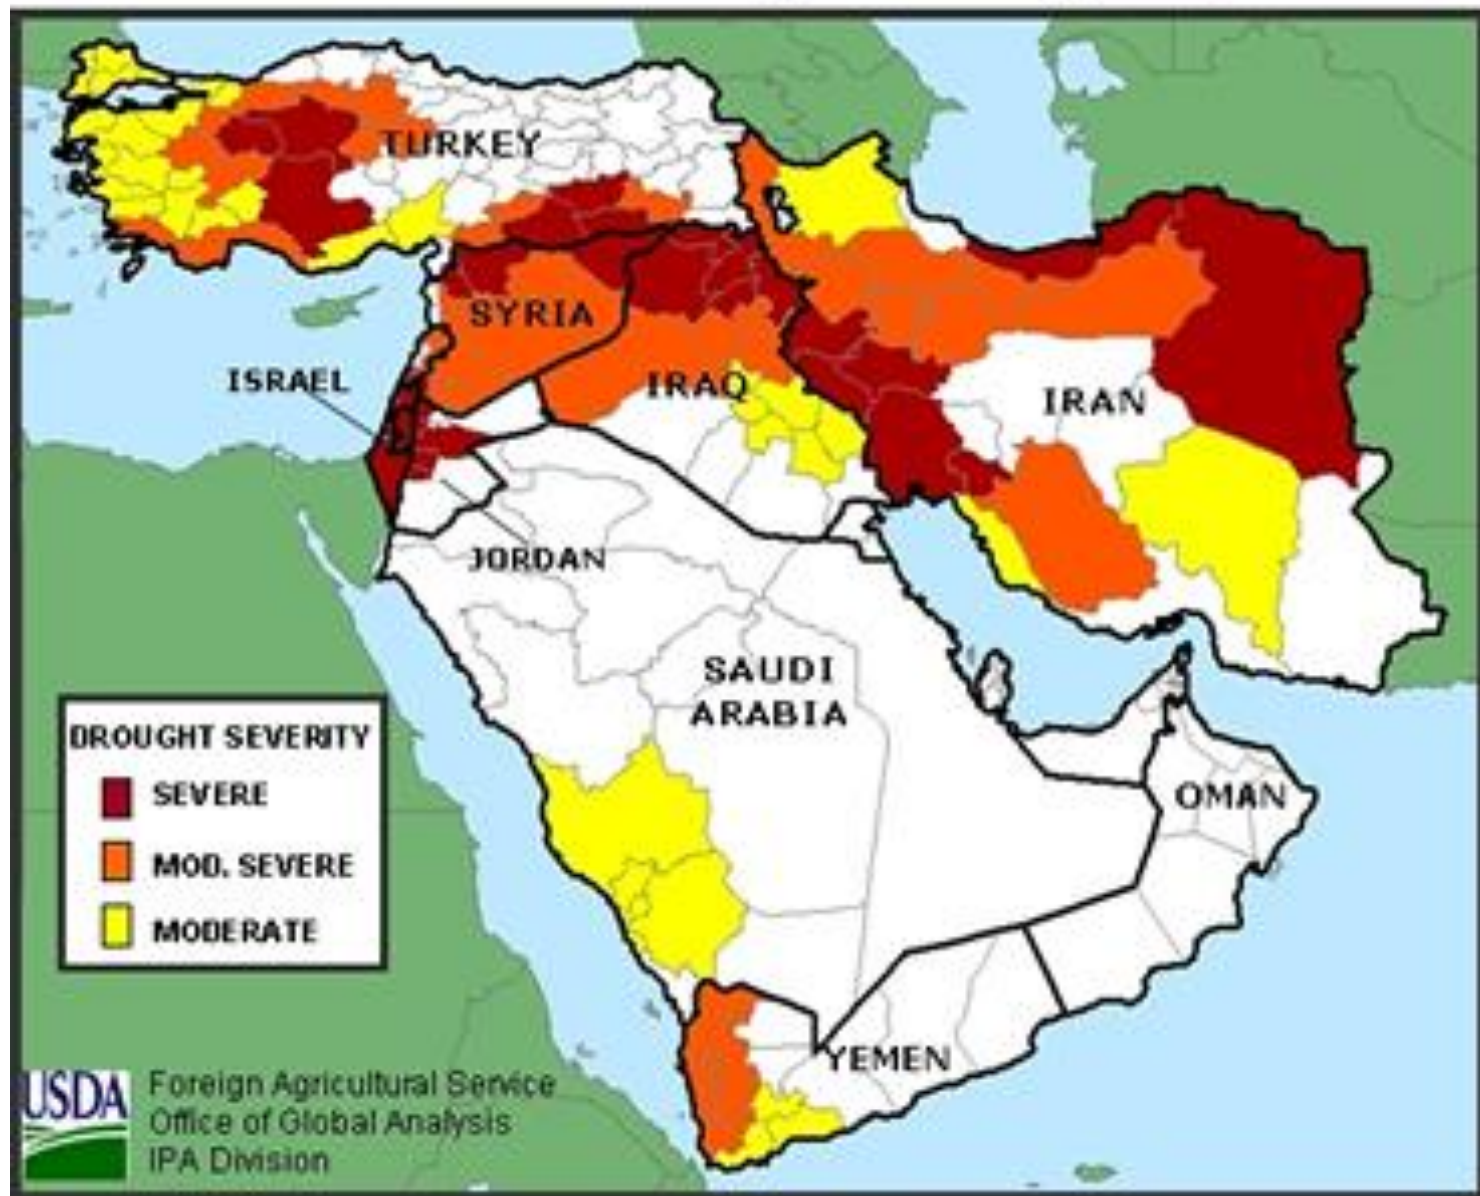 TURKEY
SYRIA
ISRAEL
IRAQ
IRAN
JORDAN
SAUDI
ARABIA
OMAN
YEMEN
DROUGHT SEVERITY
SEVERE
MOD. SEVERE
MODERATE
USDA
Foreign Agricultural Service
Office of Global Analysis
IPA Division